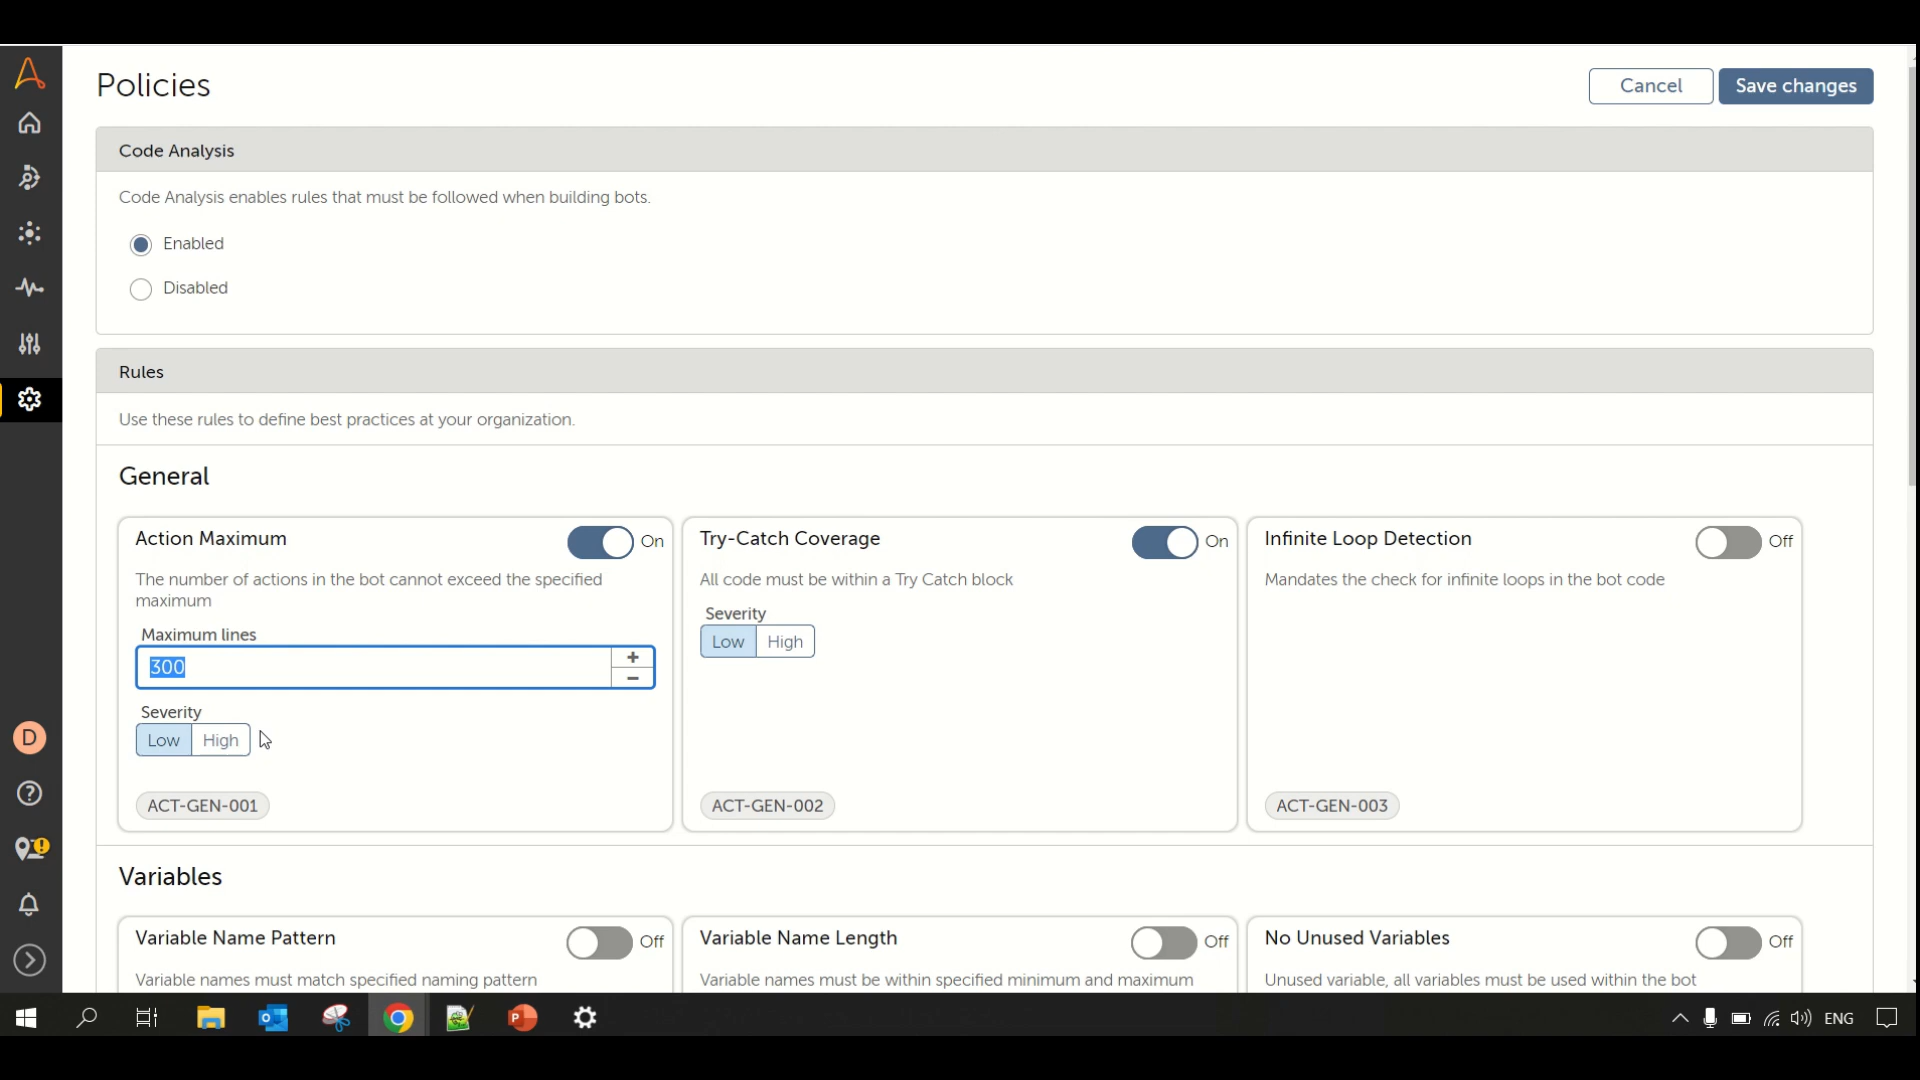 Policies
Cancel
Save changes
Code Analysis
Code Analysis enables rules that must be followed when building bots.
Enabled
Disabled
Rules
Use these rules to define best practices at your organization.
General
Action Maximum
On
The number of actions in the bot cannot exceed the specified
maximum
Maximum lines
300
+
−
Severity
Low
High
ACT-GEN-001
Try-Catch Coverage
On
All code must be within a Try Catch block
Severity
Low
High
ACT-GEN-002
Infinite Loop Detection
Off
Mandates the check for infinite loops in the bot code
ACT-GEN-003
Variables
Variable Name Pattern
Off
Variable names must match specified naming pattern
Variable Name Length
Off
Variable names must be within specified minimum and maximum
No Unused Variables
Off
Unused variable, all variables must be used within the bot
D
ENG